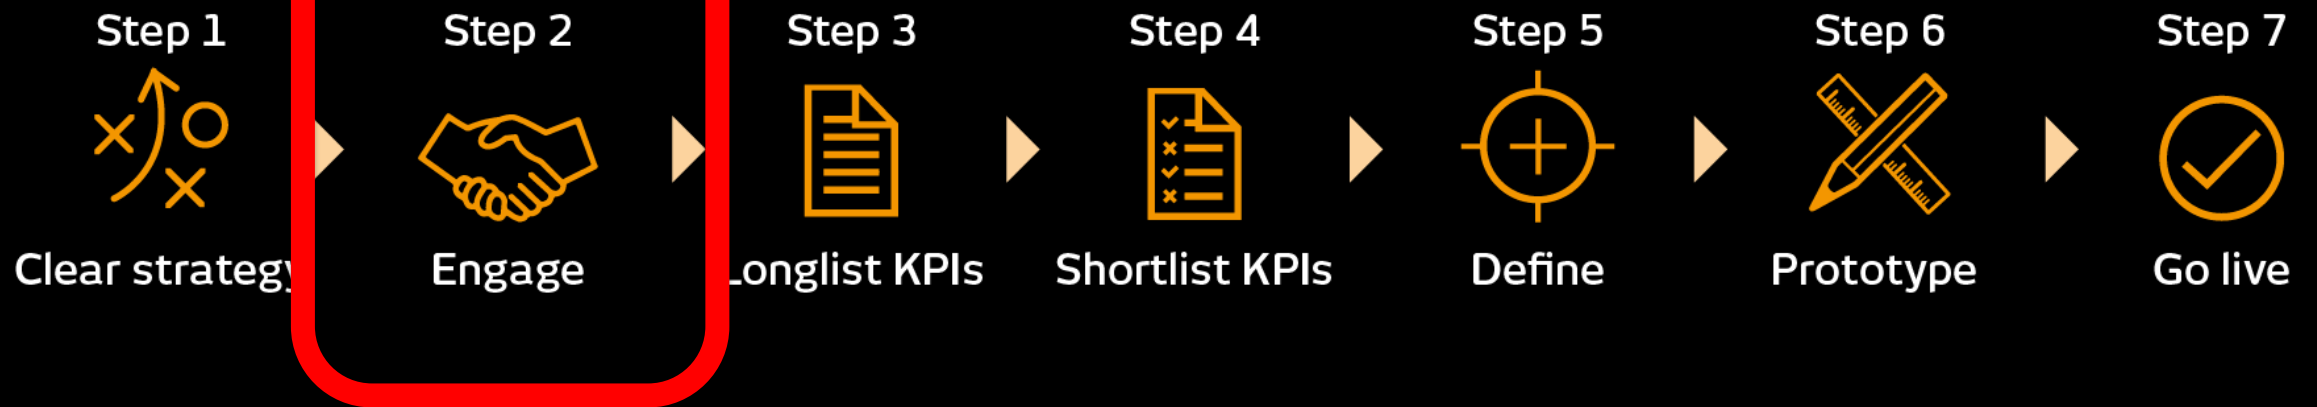 Step 1
Step 2
Step 3
Step 4
Step 5
Step 6
Step 7
Clear strategy
Engage
Longlist KPIs
Shortlist KPIs
Define
Prototype
Go live